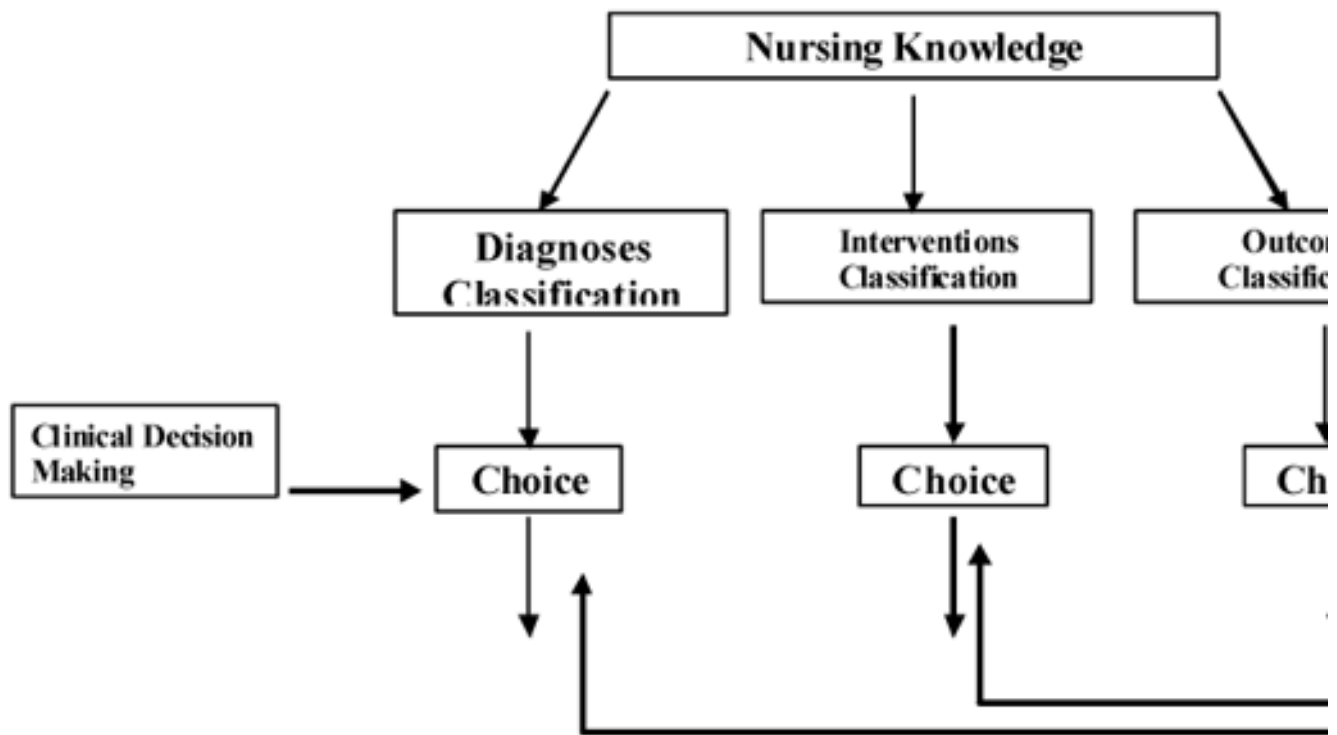 Nursing Knowledge
Diagnoses
Classification
Interventions
Classification
Clinical Decision
Making
Choice
Choice